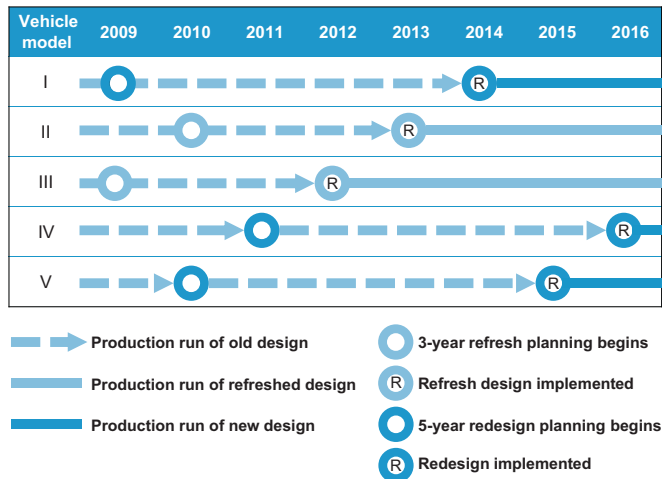 Vehicle model 2009 2010 2011 2012 2013 2014 2015 2016
I R
II R
III R
IV R
V R
Production run of old design 3-year refresh planning begins
Production run of refreshed design R Refresh design implemented
Production run of new design 5-year redesign planning begins
R Redesign implemented